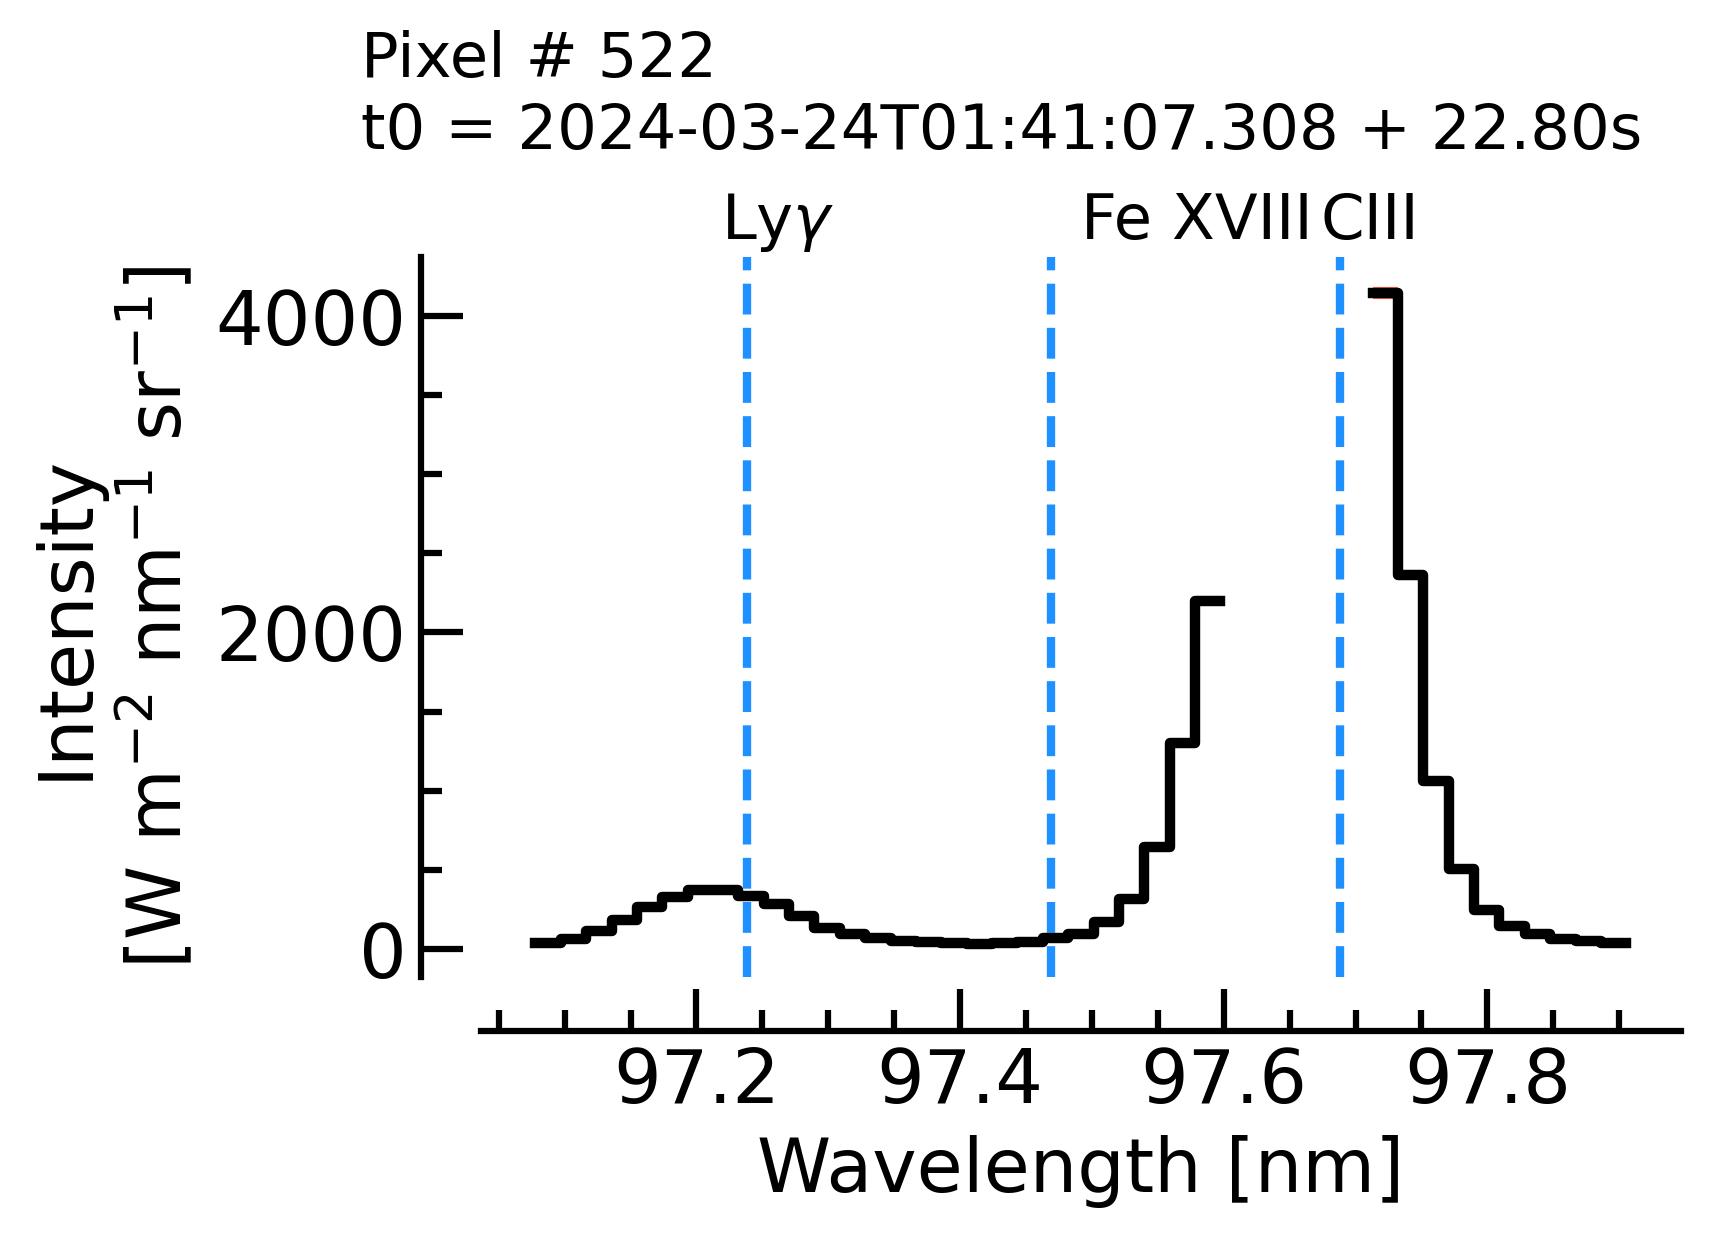 Pixel # 522
t0 = 2024-03-24T01:41:07.308 + 22.80s
Lyγ Fe XVIII CIII
Intensity
[W m⁻² nm⁻¹ sr⁻¹]
4000
2000
0
97.2 97.4 97.6 97.8
Wavelength [nm]